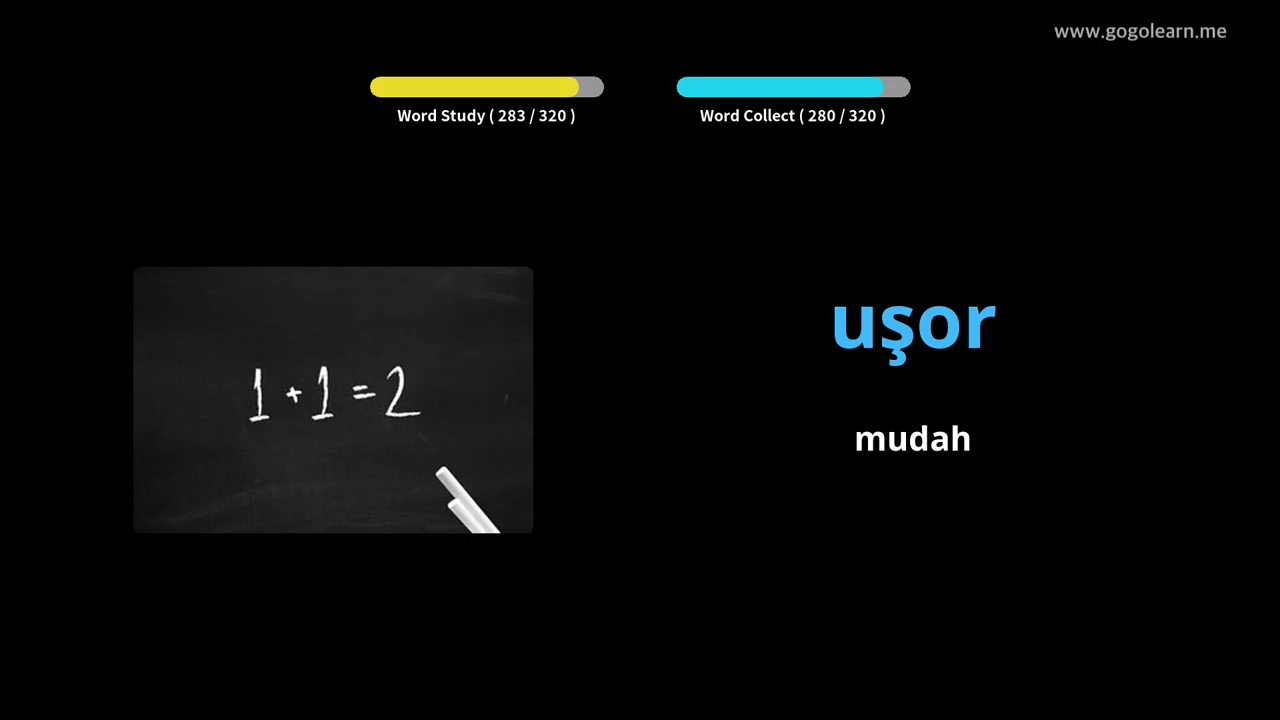 www.gogolearn.me
Word Study ( 283 / 320 )
Word Collect ( 280 / 320 )
1 + 1 = 2
uşor
mudah